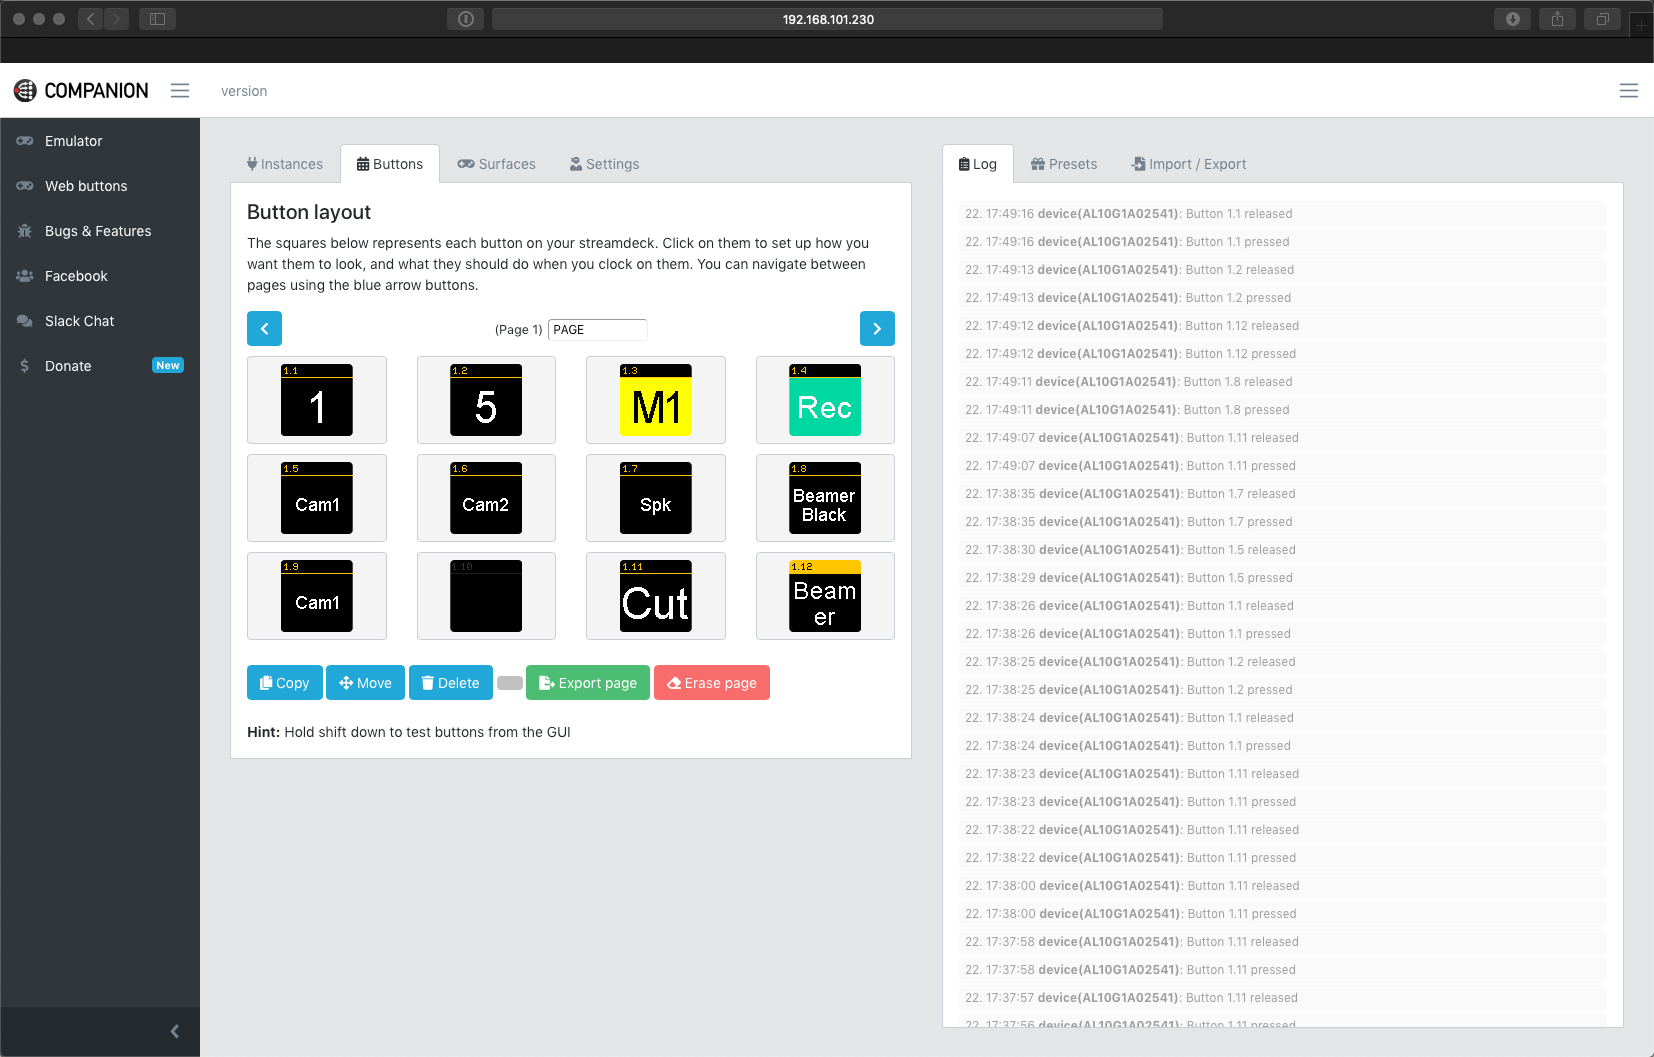 192.168.101.230
COMPANION
version
Emulator
Web buttons
Bugs & Features
Facebook
Slack Chat
Donate New
Instances Buttons Surfaces Settings
Button layout
The squares below represents each button on your streamdeck. Click on them to set up how you
want them to look, and what they should do when you clock on them. You can navigate between
pages using the blue arrow buttons.
(Page 1) PAGE
1.1 1.2 1.3 1.4
1 5 M1 Rec
1.5 1.6 1.7 1.8
Cam1 Cam2 Spk Beamer
Black
1.9 1.10 1.11 1.12
Cam1 Cut Beam
er
Copy Move Delete Export page Erase page
Hint: Hold shift down to test buttons from the GUI
Log Presets Import / Export
22. 17:49:16 device(AL10G1A02541): Button 1.1 released
22. 17:49:16 device(AL10G1A02541): Button 1.1 pressed
22. 17:49:13 device(AL10G1A02541): Button 1.2 released
22. 17:49:13 device(AL10G1A02541): Button 1.2 pressed
22. 17:49:12 device(AL10G1A02541): Button 1.12 released
22. 17:49:12 device(AL10G1A02541): Button 1.12 pressed
22. 17:49:11 device(AL10G1A02541): Button 1.8 released
22. 17:49:11 device(AL10G1A02541): Button 1.8 pressed
22. 17:49:07 device(AL10G1A02541): Button 1.11 released
22. 17:49:07 device(AL10G1A02541): Button 1.11 pressed
22. 17:38:35 device(AL10G1A02541): Button 1.7 released
22. 17:38:35 device(AL10G1A02541): Button 1.7 pressed
22. 17:38:30 device(AL10G1A02541): Button 1.5 released
22. 17:38:29 device(AL10G1A02541): Button 1.5 pressed
22. 17:38:26 device(AL10G1A02541): Button 1.1 released
22. 17:38:26 device(AL10G1A02541): Button 1.1 pressed
22. 17:38:25 device(AL10G1A02541): Button 1.2 released
22. 17:38:25 device(AL10G1A02541): Button 1.2 pressed
22. 17:38:24 device(AL10G1A02541): Button 1.1 released
22. 17:38:24 device(AL10G1A02541): Button 1.1 pressed
22. 17:38:23 device(AL10G1A02541): Button 1.11 released
22. 17:38:23 device(AL10G1A02541): Button 1.11 pressed
22. 17:38:22 device(AL10G1A02541): Button 1.11 released
22. 17:38:22 device(AL10G1A02541): Button 1.11 pressed
22. 17:38:00 device(AL10G1A02541): Button 1.11 released
22. 17:38:00 device(AL10G1A02541): Button 1.11 pressed
22. 17:37:58 device(AL10G1A02541): Button 1.11 released
22. 17:37:58 device(AL10G1A02541): Button 1.11 pressed
22. 17:37:57 device(AL10G1A02541): Button 1.11 released
22. 17:37:56 device(AL10G1A02541): Button 1.11 pressed